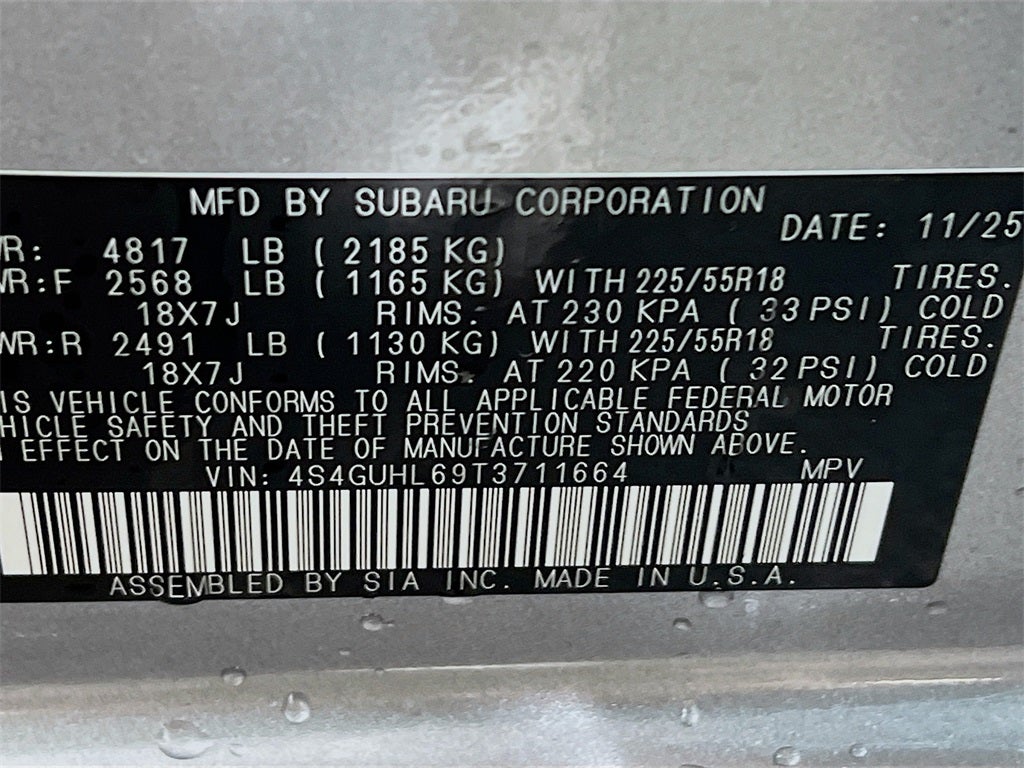 MFD BY SUBARU CORPORATION
DATE: 11/25
WR: 4817 LB ( 2185 KG)
WR:F 2568 LB ( 1165 KG) WITH 225/55R18 TIRES.
18X7J RIMS. AT 230 KPA ( 33 PSI) COLD
WR:R 2491 LB ( 1130 KG) WITH 225/55R18 TIRES.
18X7J RIMS. AT 220 KPA ( 32 PSI) COLD
IS VEHICLE CONFORMS TO ALL APPLICABLE FEDERAL MOTOR
HICLE SAFETY AND THEFT PREVENTION STANDARDS
EFFECT ON THE DATE OF MANUFACTURE SHOWN ABOVE.
VIN: 4S4GUHL69T3711664 MPV
ASSEMBLED BY SIA INC. MADE IN U.S.A.